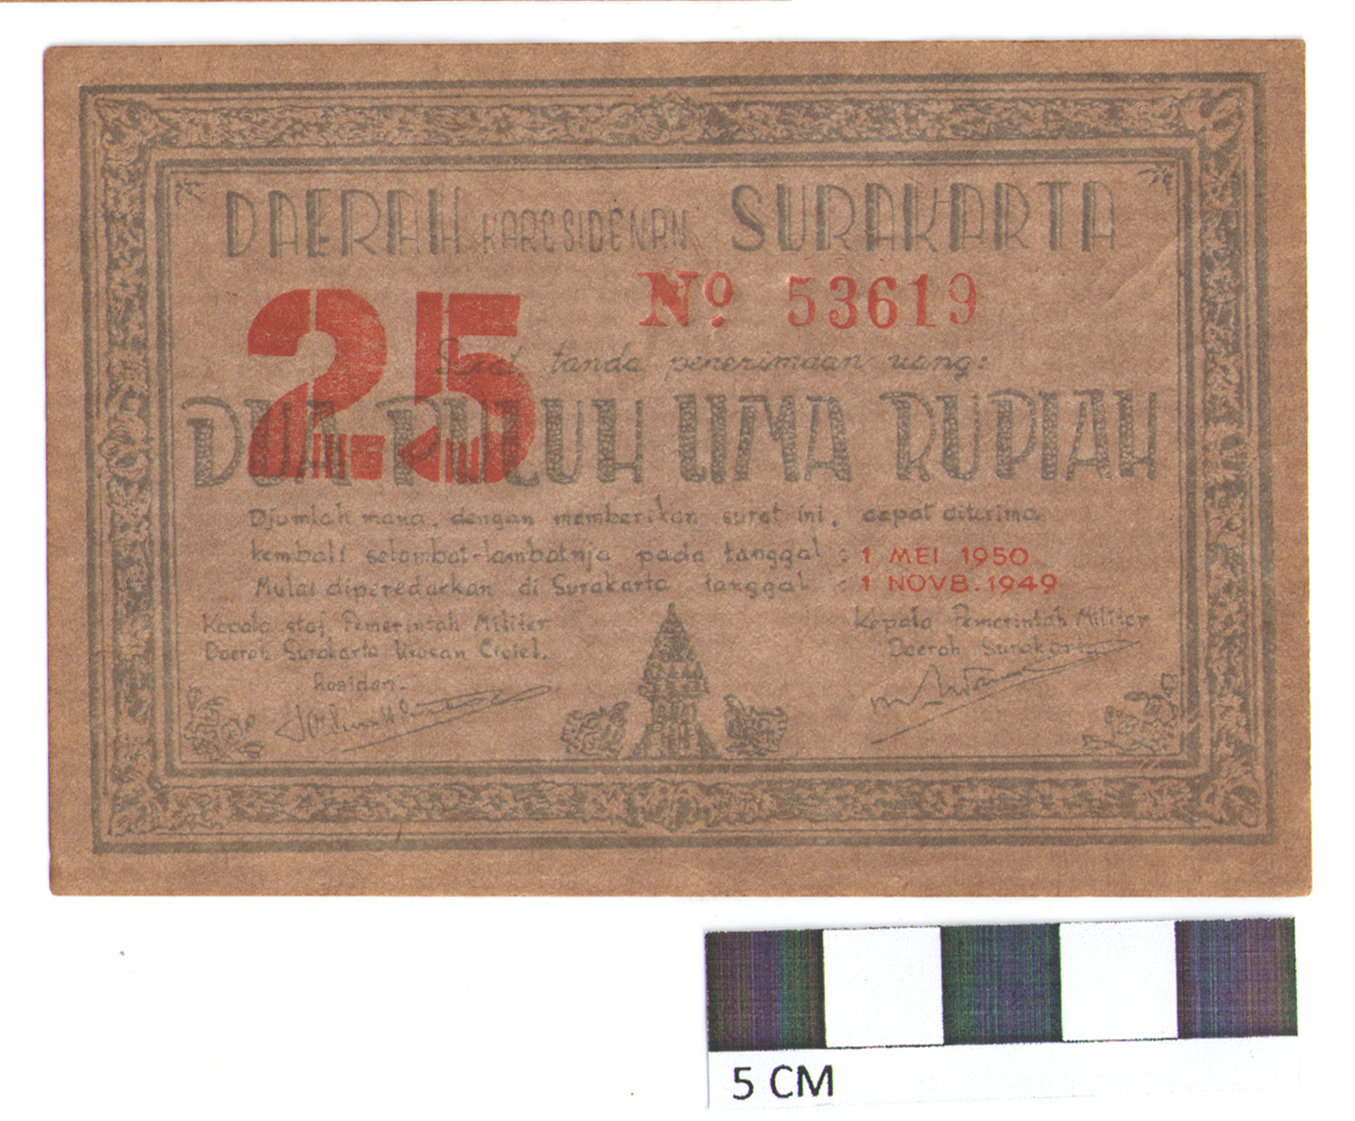 DAERAH KARESIDENAN SURAKARTA
25
No 53619
Surat tanda penerimaan uang:
DUA PULUH LIMA RUPIAH
Djumlah mana, dengan memberikan surat ini, dapat diterima
kembali selambat-lambatnja pada tanggal : 1 MEI 1950
Mulai diperedarkan di Surakarta tanggal : 1 NOVB. 1949
Kepala staf Pemerintah Militer
Daerah Surakarta Urusan Ciciel.
Residen.
Kepala Pemerintah Militer
Daerah Surakarta
5 CM